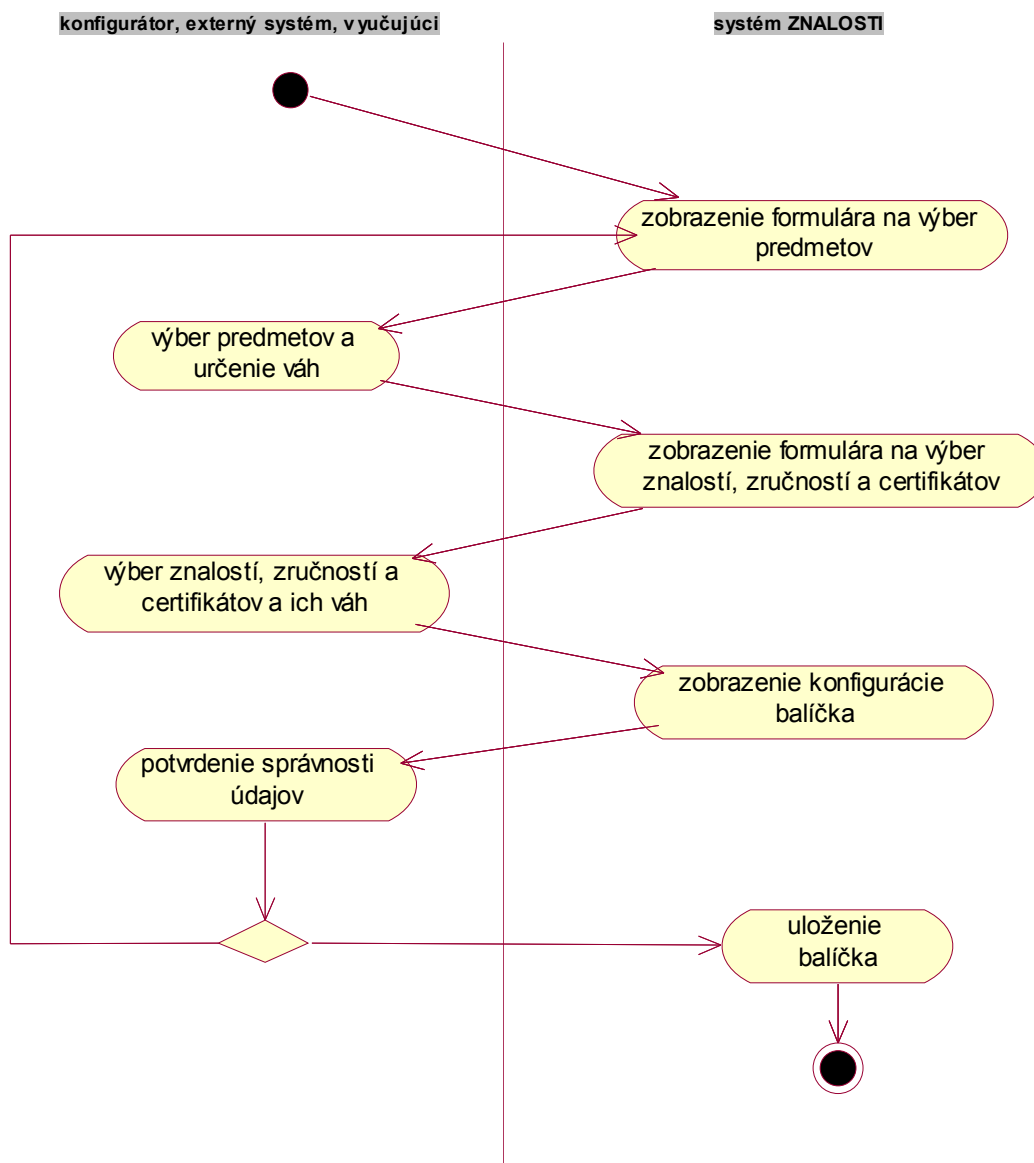 konfigurátor, externý systém, vyučujúci
systém ZNALOSTI
zobrazenie formulára na výber
predmetov
výber predmetov a
určenie váh
zobrazenie formulára na výber
znalostí, zručností a certifikátov
výber znalostí, zručností a
certifikátov a ich váh
zobrazenie konfigurácie
balíčka
potvrdenie správnosti
údajov
uloženie
balíčka